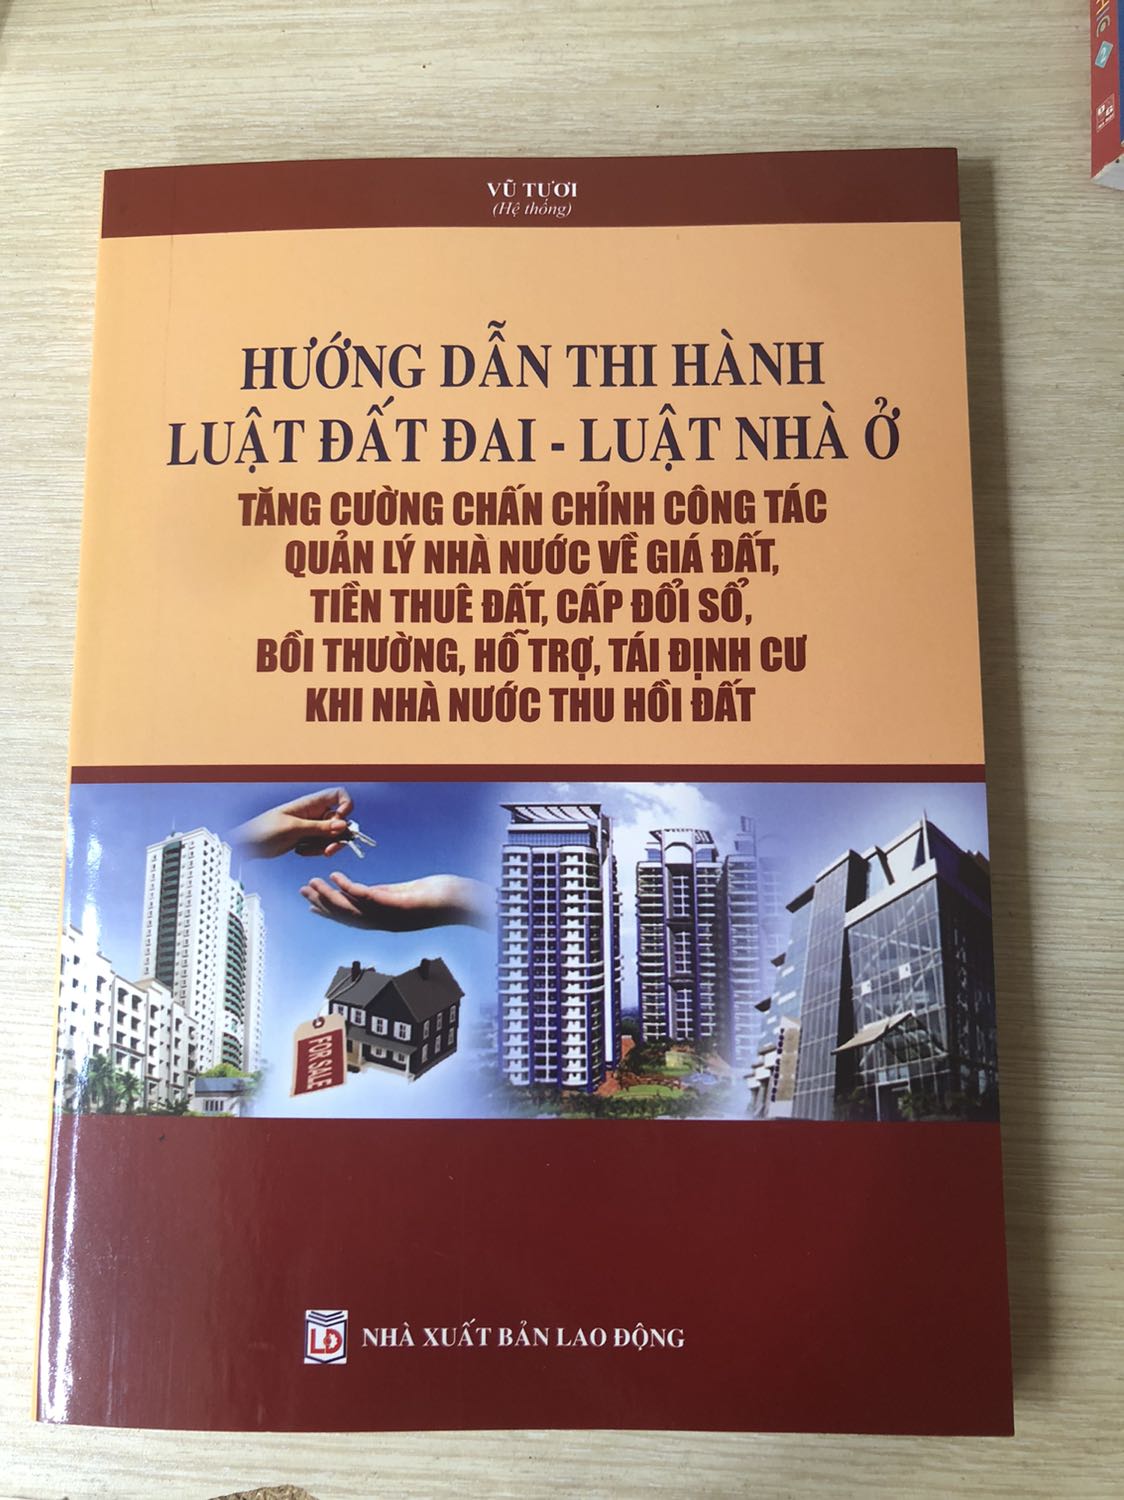 VŨ TƯƠI
(Hệ thống)
HƯỚNG DẪN THI HÀNH
LUẬT ĐẤT ĐAI - LUẬT NHÀ Ở
TĂNG CƯỜNG CHẤN CHỈNH CÔNG TÁC
QUẢN LÝ NHÀ NƯỚC VỀ GIÁ ĐẤT,
TIỀN THUÊ ĐẤT, CẤP ĐỔI SỔ,
BỒI THƯỜNG, HỖ TRỢ, TÁI ĐỊNH CƯ
KHI NHÀ NƯỚC THU HỒI ĐẤT
FOR SALE
LĐ
NHÀ XUẤT BẢN LAO ĐỘNG